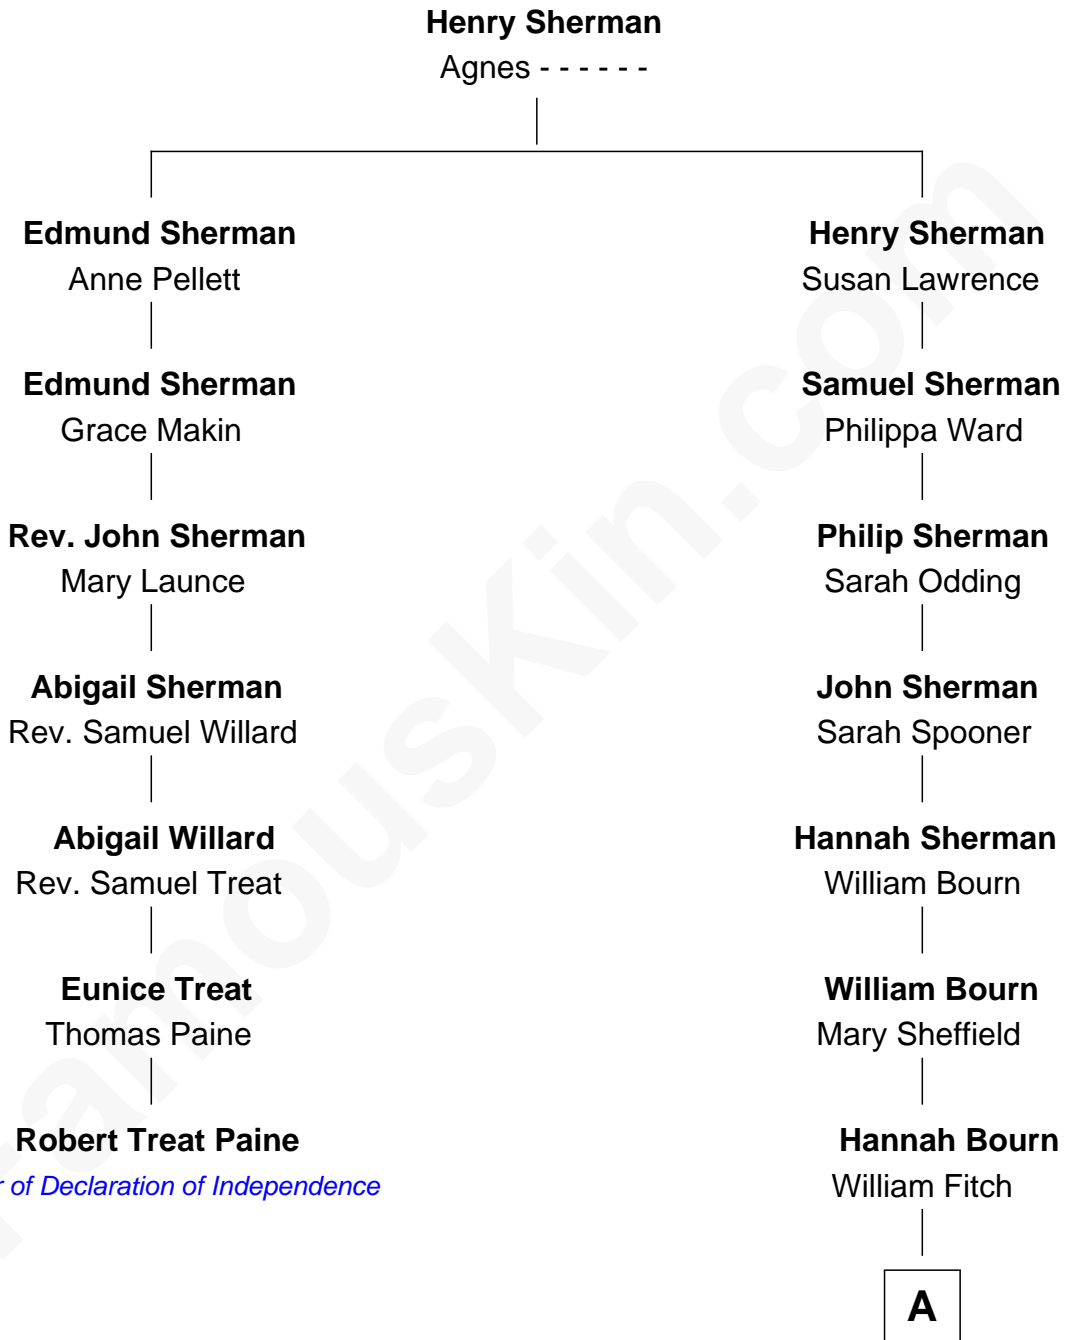 Henry Sherman
Agnes - - - - - -
Edmund Sherman
Anne Pellett
Henry Sherman
Susan Lawrence
Edmund Sherman
Grace Makin
Samuel Sherman
Philippa Ward
Rev. John Sherman
Mary Launce
Philip Sherman
Sarah Odding
Abigail Sherman
Rev. Samuel Willard
John Sherman
Sarah Spooner
Abigail Willard
Rev. Samuel Treat
Hannah Sherman
William Bourn
Eunice Treat
Thomas Paine
William Bourn
Mary Sheffield
Robert Treat Paine
of Declaration of Independence
Hannah Bourn
William Fitch
A
FamousKin.com